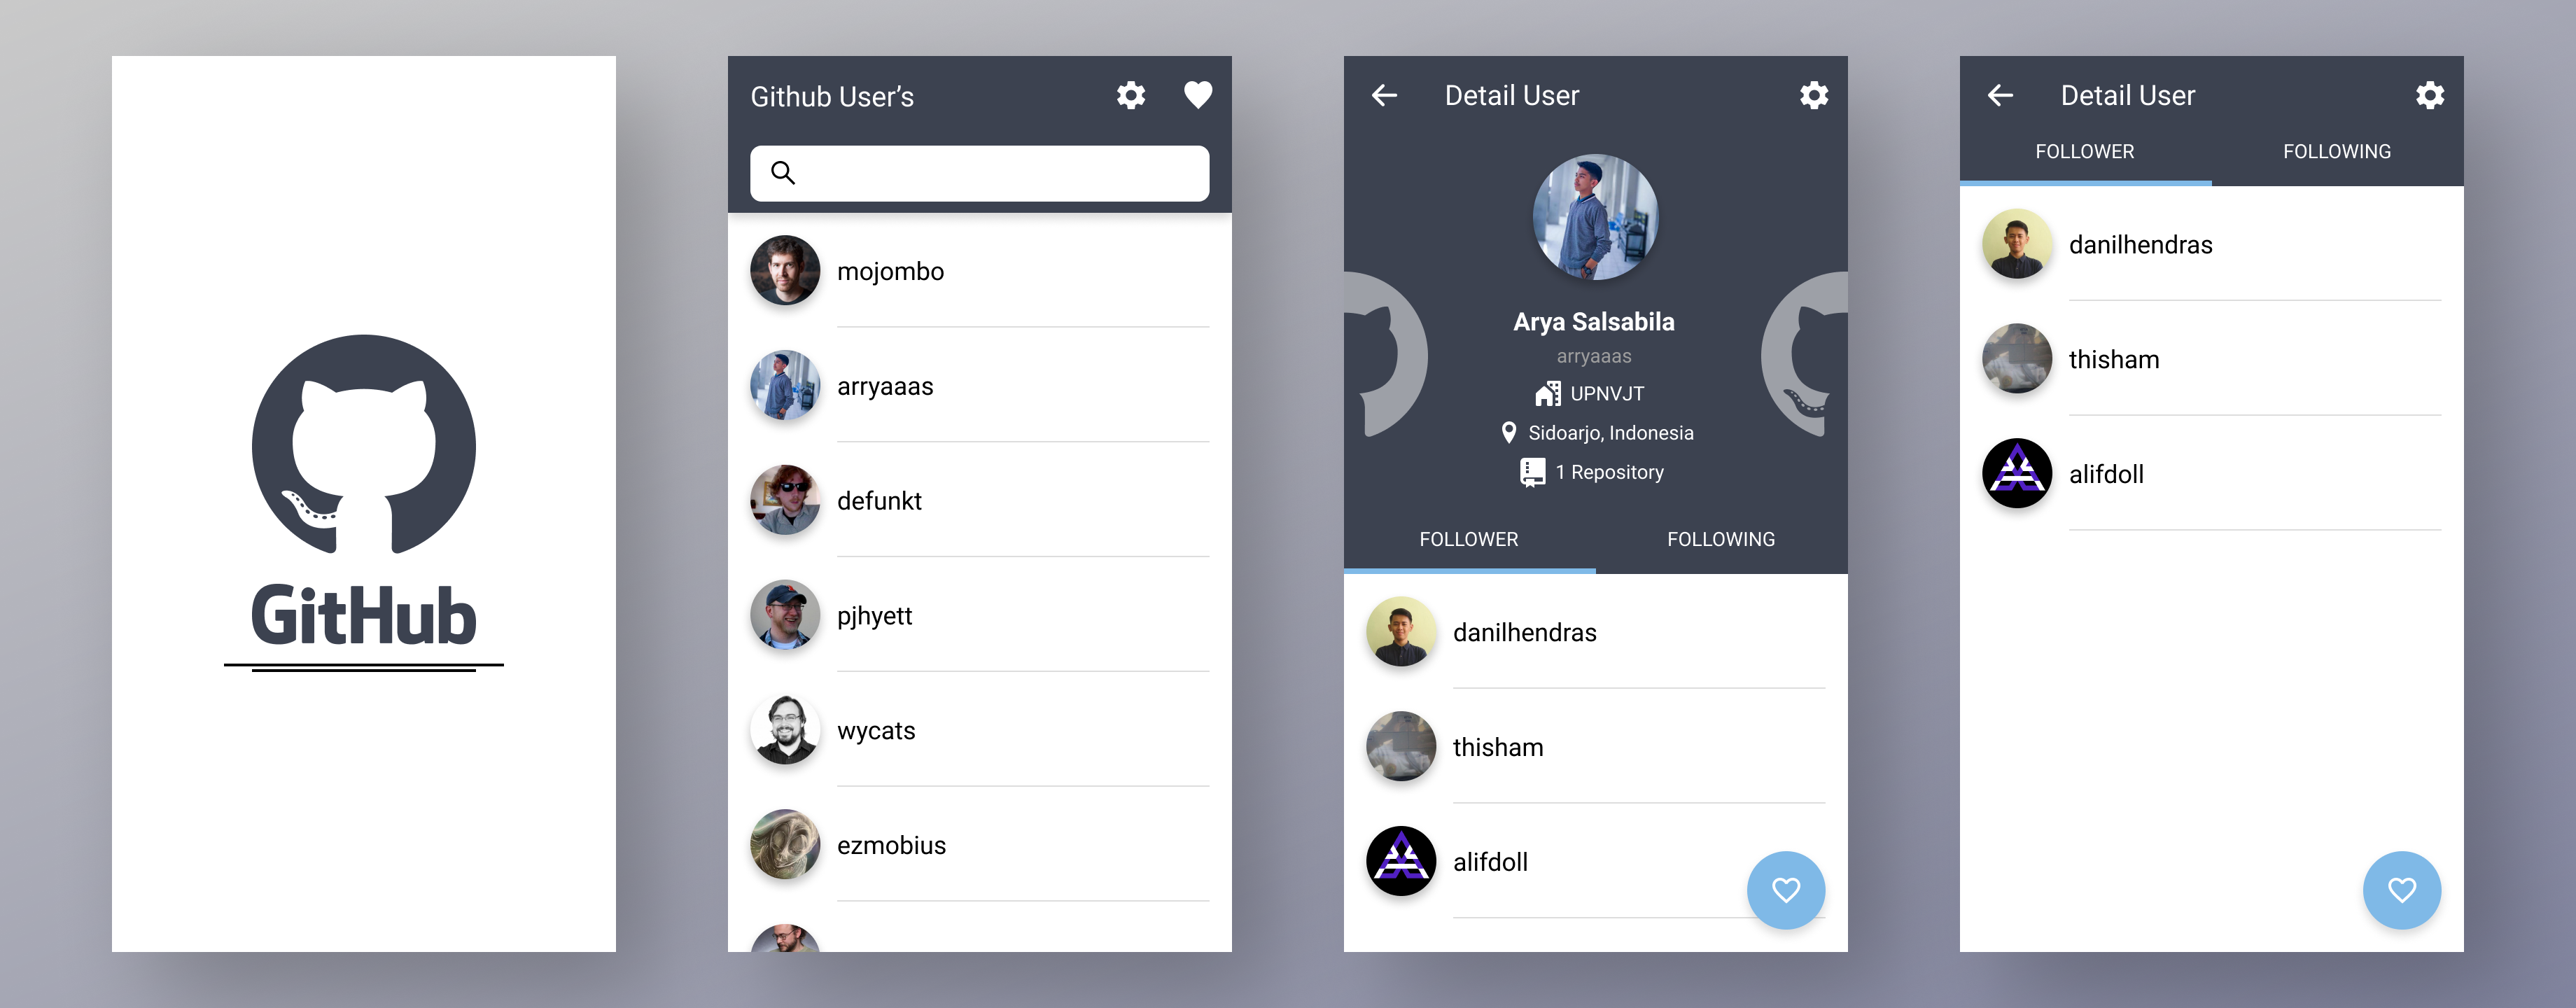 GitHub
Github User’s
mojombo
arryaaas
defunkt
pjhyett
wycats
ezmobius
Detail User
Arya Salsabila
arryaaas
UPNVJT
Sidoarjo, Indonesia
1 Repository
FOLLOWER FOLLOWING
danilhendras
thisham
alifdoll
Detail User
FOLLOWER FOLLOWING
danilhendras
thisham
alifdoll